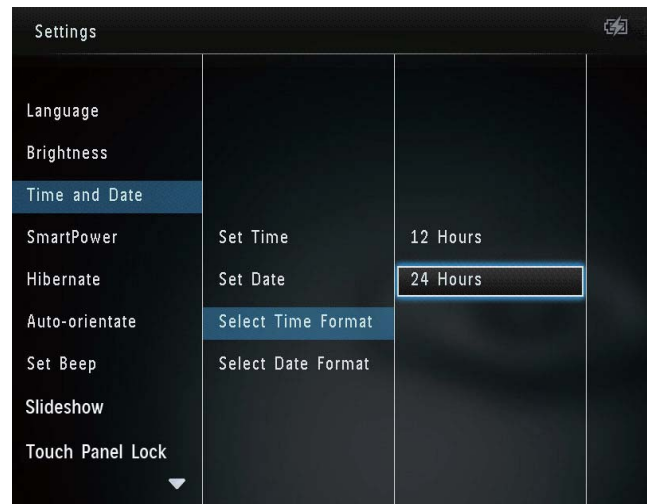 Settings
Language
Brightness
Time and Date
SmartPower
Hibernate
Auto-orientate
Set Beep
Slideshow
Touch Panel Lock
Set Time
Set Date
Select Time Format
Select Date Format
12 Hours
24 Hours